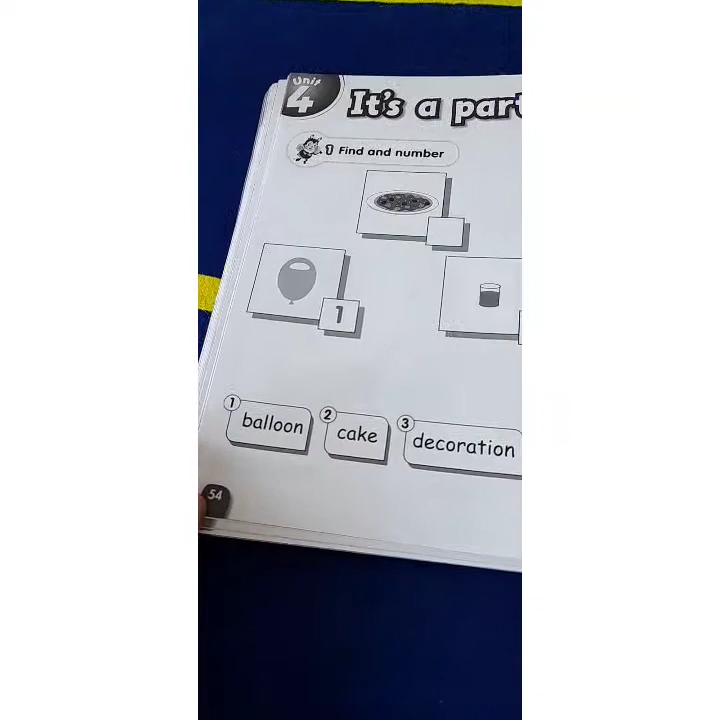 Unit
4
It's a part
1 Find and number
1
1 2 3
balloon cake decoration
54